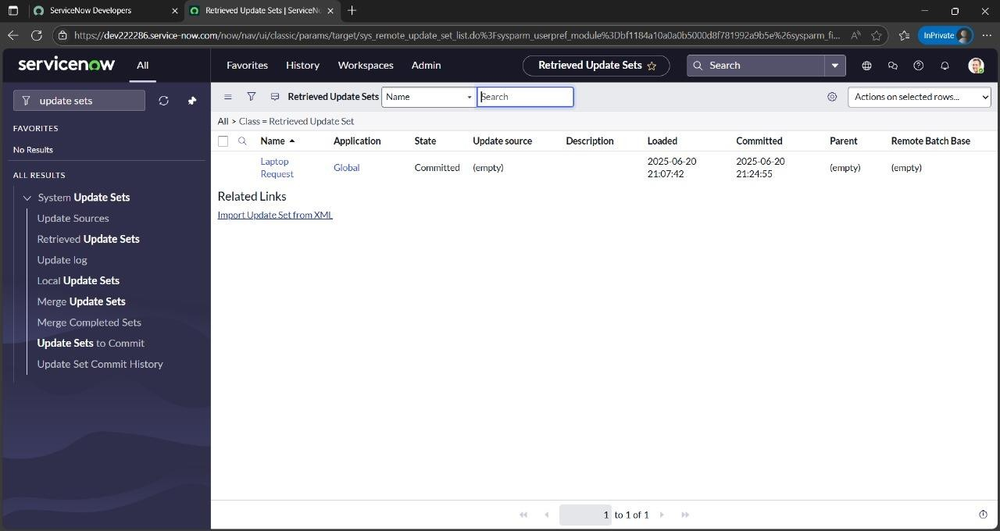 ServiceNow Developers
Retrieved Update Sets | ServiceNo
https://dev222286.service-now.com/now/nav/ui/classic/params/target/sys_remote_update_set_list.do%3Fsysparm_userpref_module%3Dbf1184a10a0a0b5000d8f781992a9b5e%26sysparm_fi...
InPrivate
servicenow
All
Favorites
History
Workspaces
Admin
Retrieved Update Sets
Search
update sets
FAVORITES
No Results
ALL RESULTS
System Update Sets
Update Sources
Retrieved Update Sets
Update log
Local Update Sets
Merge Update Sets
Merge Completed Sets
Update Sets to Commit
Update Set Commit History
Retrieved Update Sets
Name
Search
Actions on selected rows...
All > Class = Retrieved Update Set
Name Application State Update source Description Loaded Committed Parent Remote Batch Base
Laptop Request Global Committed (empty) 2025-06-20 21:07:42 2025-06-20 21:24:55 (empty) (empty)
Related Links
Import Update Set from XML
1 to 1 of 1